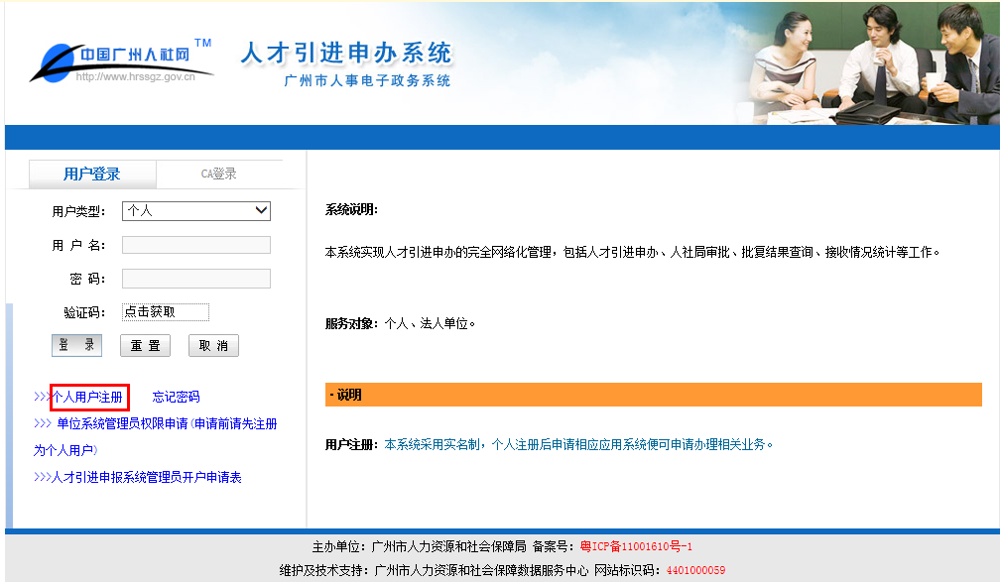 中国广州人社网 TM
http://www.hrssgz.gov.cn
人才引进申办系统
广州市人事电子政务系统
用户登录 CA登录
用户类型： 个人
用 户 名：
密 码：
验证码： 点击获取
登 录 重 置 取 消
>>>个人用户注册 忘记密码
>>> 单位系统管理员权限申请(申请前请先注册
为个人用户)
>>>人才引进申报系统管理员开户申请表
系统说明：
本系统实现人才引进申办的完全网络化管理，包括人才引进申办、人社局审批、批复结果查询、接收情况统计等工作。
服务对象：个人、法人单位。
· 说明
用户注册：本系统采用实名制，个人注册后申请相应应用系统便可申请办理相关业务。
主办单位：广州市人力资源和社会保障局 备案号：粤ICP备11001610号-1
维护及技术支持：广州市人力资源和社会保障数据服务中心 网站标识码：4401000059